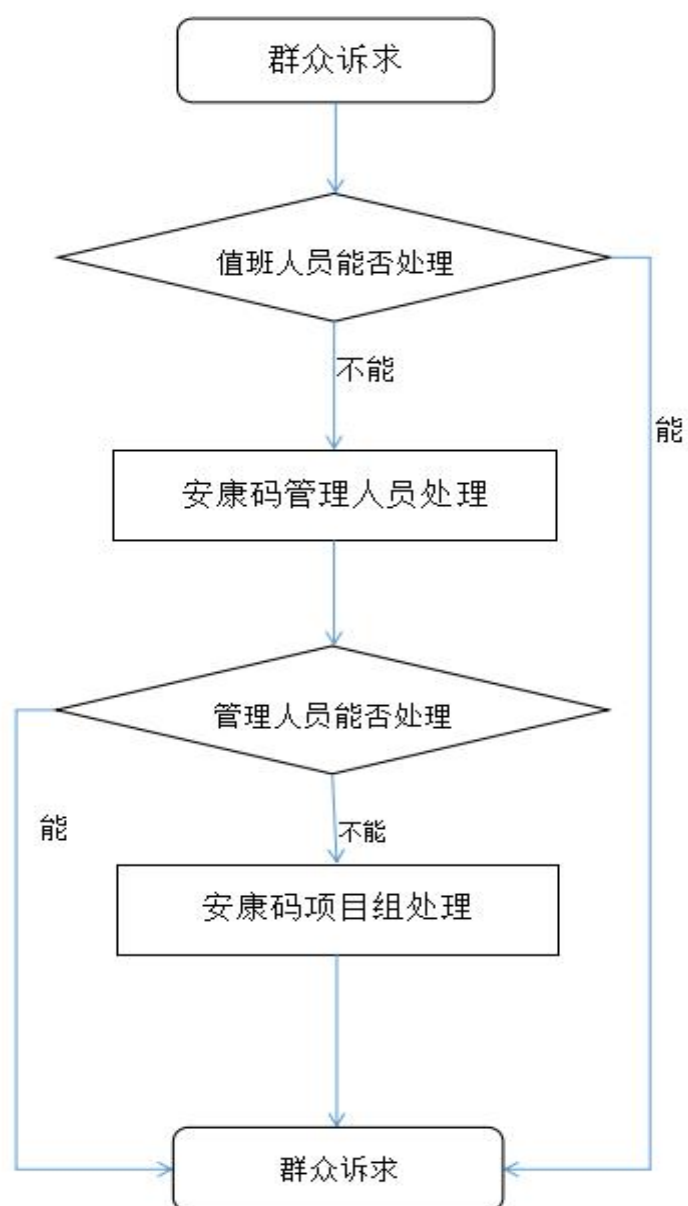 群众诉求
值班人员能否处理
不能
能
安康码管理人员处理
管理人员能否处理
能
不能
安康码项目组处理
群众诉求